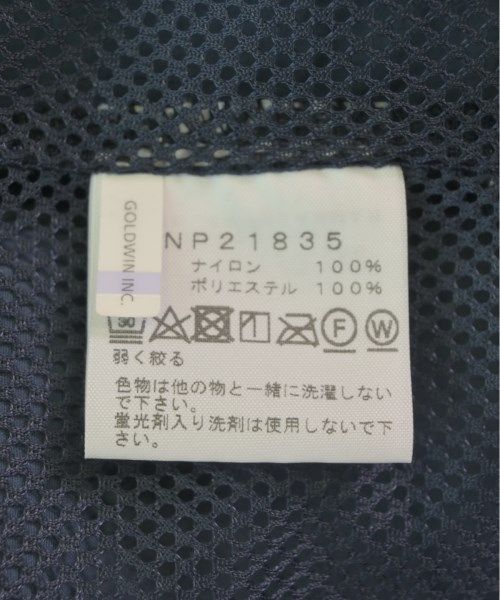 GOLDWIN INC.
NP21835
ナイロン 100%
ポリエステル 100%
30
F
W
弱く絞る
色物は他の物と一緒に洗濯しない
で下さい。
蛍光剤入り洗剤は使用しないで下
さい。